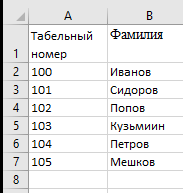 A B
1 Табельный номер Фамилия
2 100 Иванов
3 101 Сидоров
4 102 Попов
5 103 Кузьмиин
6 104 Петров
7 105 Мешков
8